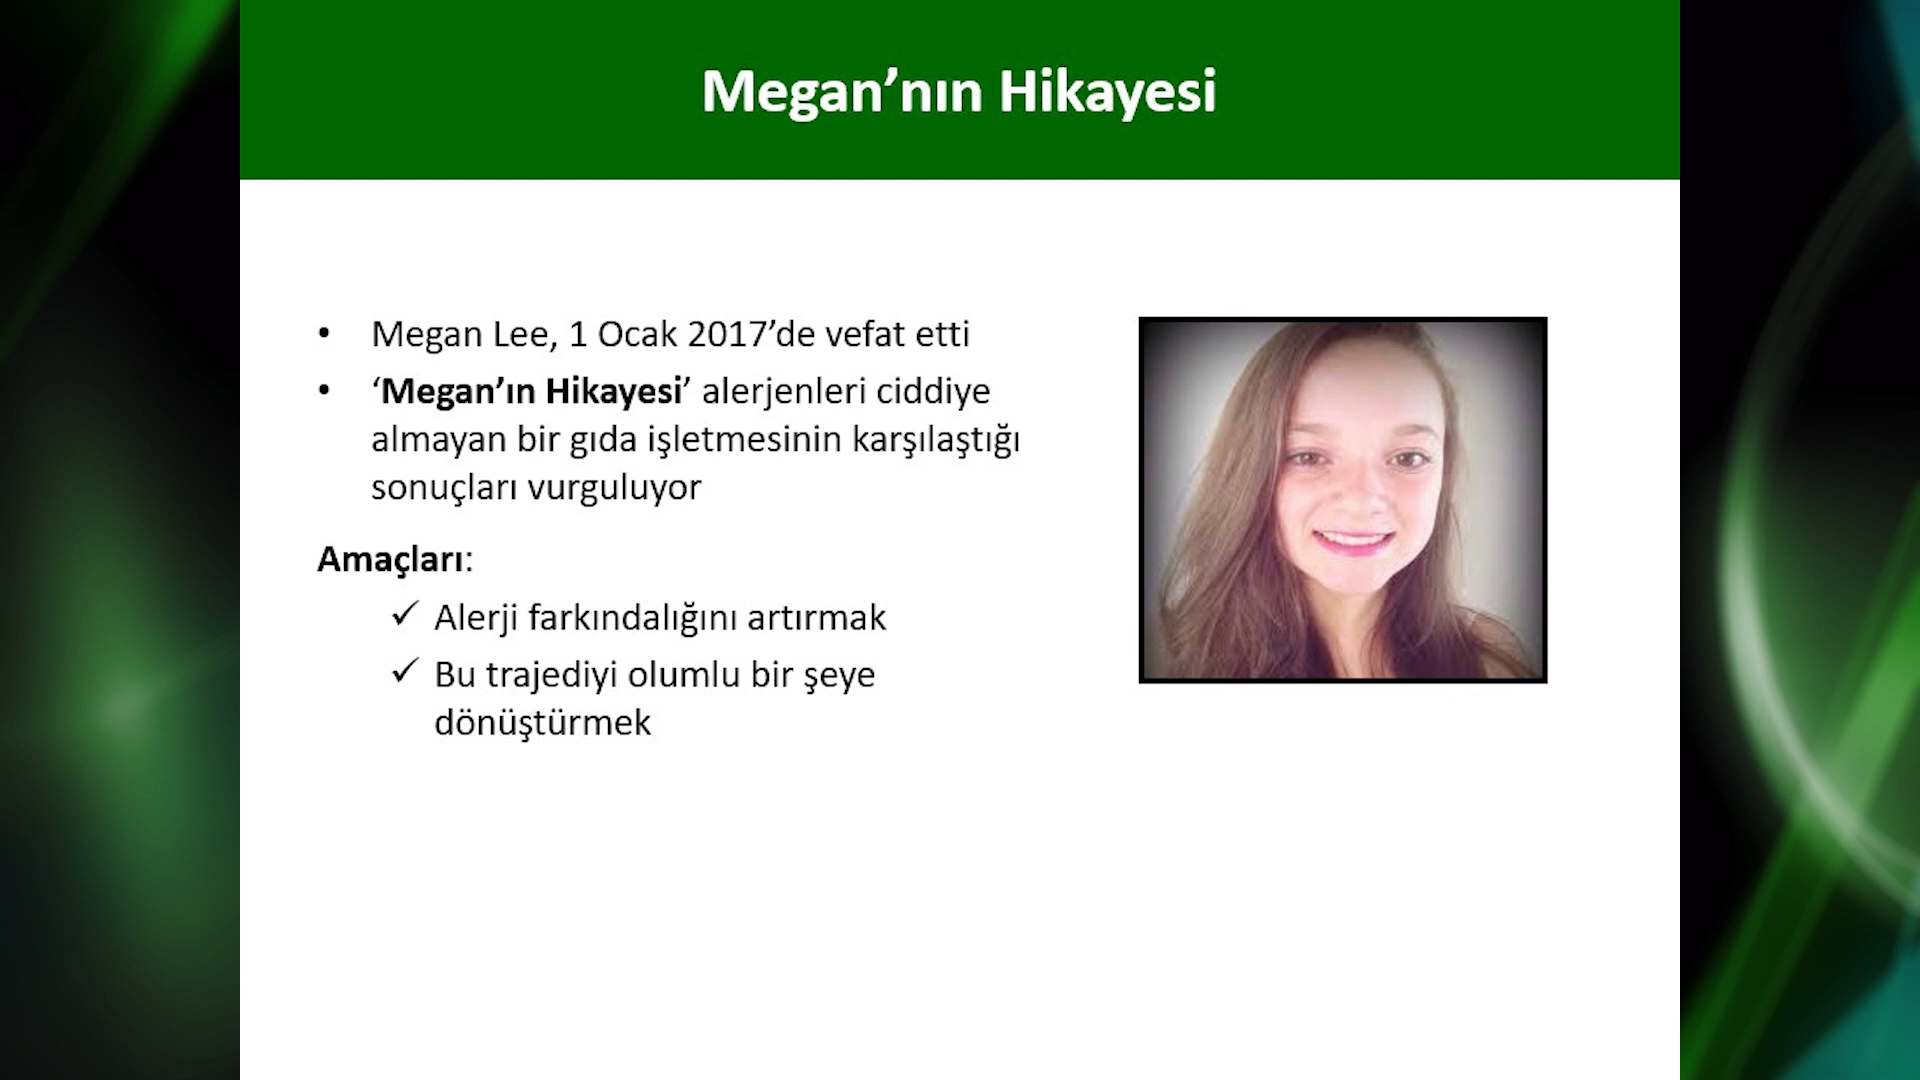 Megan’nın Hikayesi
• Megan Lee, 1 Ocak 2017’de vefat etti
• ‘Megan’ın Hikayesi’ alerjenleri ciddiye
almayan bir gıda işletmesinin karşılaştığı
sonuçları vurguluyor
Amaçları:
✓ Alerji farkındalığını artırmak
✓ Bu trajediyi olumlu bir şeye
dönüştürmek